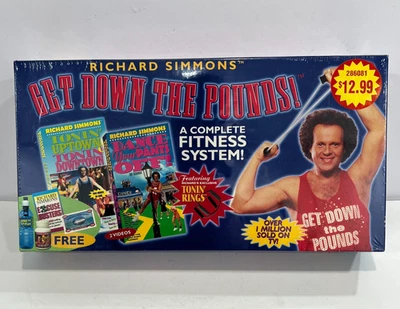 RICHARD SIMMONS™
GET DOWN THE POUNDS!
286081
$12.99
A COMPLETE
FITNESS
SYSTEM!
RICHARD SIMMONS
TONIN'
UPTOWN
TONIN'
DOWNTOWN
RICHARD SIMMONS
DANCE
Your PANTS
OFF!
Featuring
TONIN'
RINGS
FREE
2 VIDEOS
OVER
1 MILLION
SOLD ON
TV!
GET DOWN
the
POUNDS